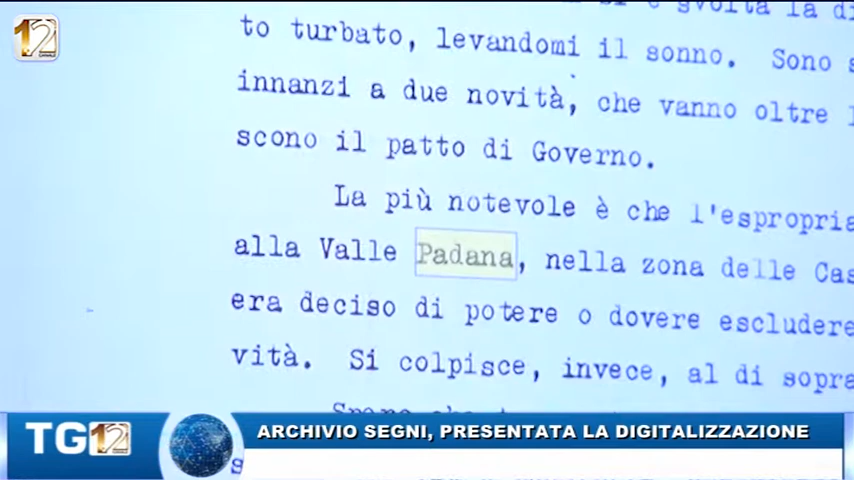 12
svolta la
to turbato, levandomi il sonno. Sono
innanzi a due novità, che vanno oltre
scono il patto di Governo.
La più notevole è che l'espropria
alla Valle Padana, nella zona delle Cas
era deciso di potere o dovere escludere
vità. Si colpisce, invece, al di sopra
TG12
ARCHIVIO SEGNI, PRESENTATA LA DIGITALIZZAZIONE